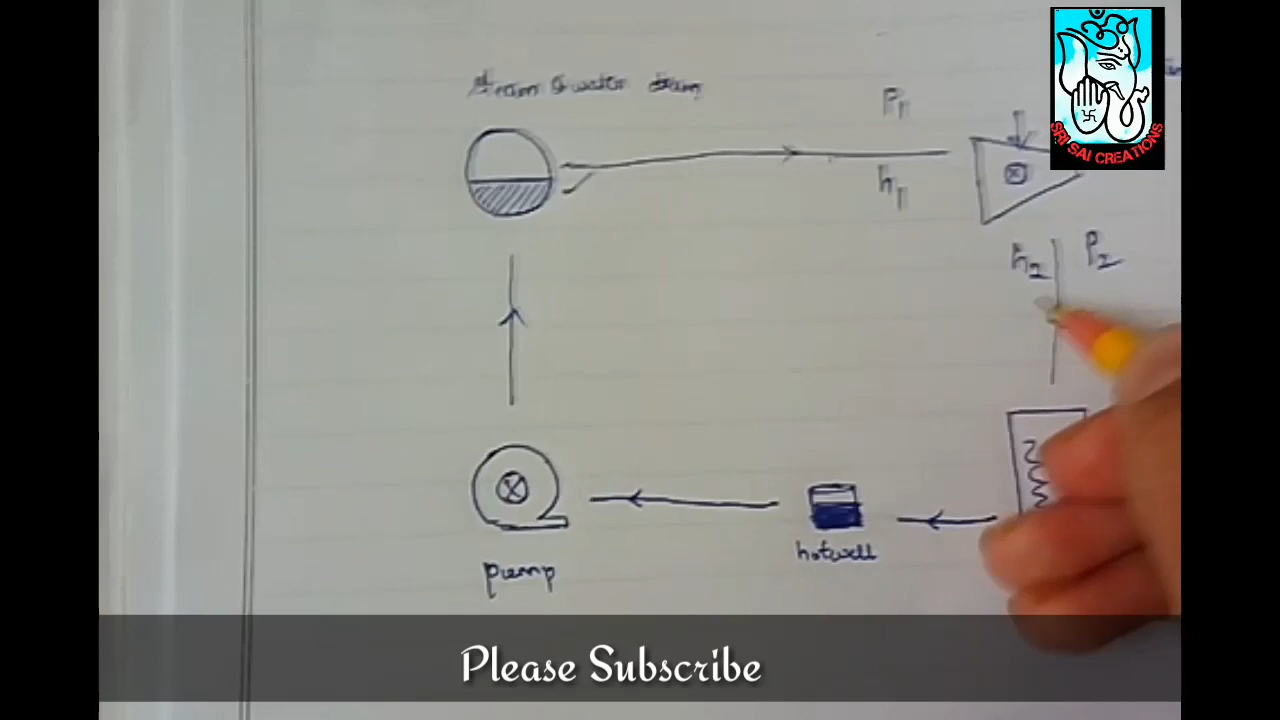 steam & water drum
P1
h1
SRI SAI CREATIONS
h2
P2
hotwell
pump
Please Subscribe